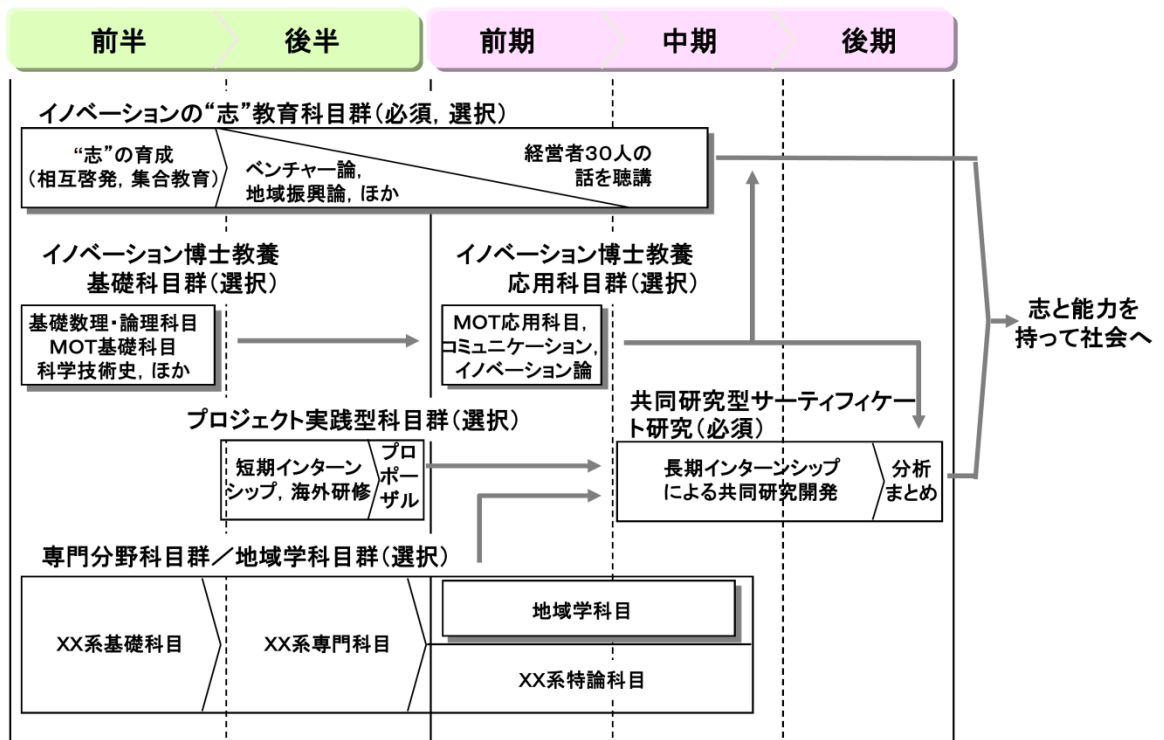 前半
後半
前期
中期
後期
イノベーションの“志”教育科目群（必須，選択）
“志”の育成
（相互啓発，集合教育）
ベンチャー論，
地域振興論，ほか
経営者３０人の
話を聴講
イノベーション博士教養
基礎科目群（選択）
イノベーション博士教養
応用科目群（選択）
基礎数理・論理科目
ＭＯＴ基礎科目
科学技術史，ほか
ＭＯＴ応用科目，
コミュニケーション，
イノベーション論
志と能力を
持って社会へ
プロジェクト実践型科目群（選択）
共同研究型サーティフィケー
ト研究（必須）
短期インターン
シップ，海外研修
プロ
ポー
ザル
長期インターンシップ
による共同研究開発
分析
まとめ
専門分野科目群／地域学科目群（選択）
ＸＸ系基礎科目
ＸＸ系専門科目
地域学科目
ＸＸ系特論科目